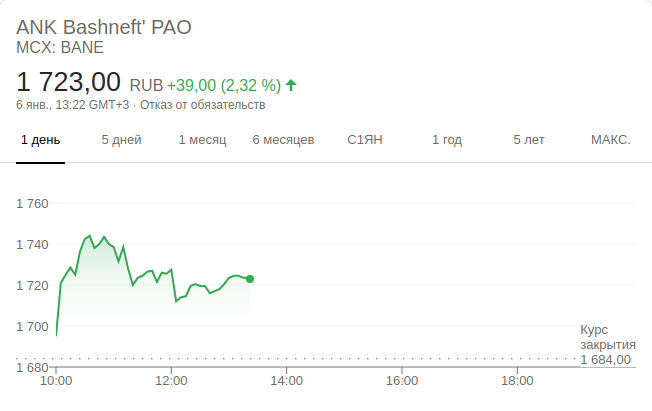 ANK Bashneft' PAO
MCX: BANE
1 723,00 RUB +39,00 (2,32 %)
6 янв., 13:22 GMT+3 · Отказ от обязательств
1 день 5 дней 1 месяц 6 месяцев С1ЯН 1 год 5 лет МАКС.
1 760
1 740
1 720
1 700
Курс
закрытия
1 684,00
1 680
10:00 12:00 14:00 16:00 18:00